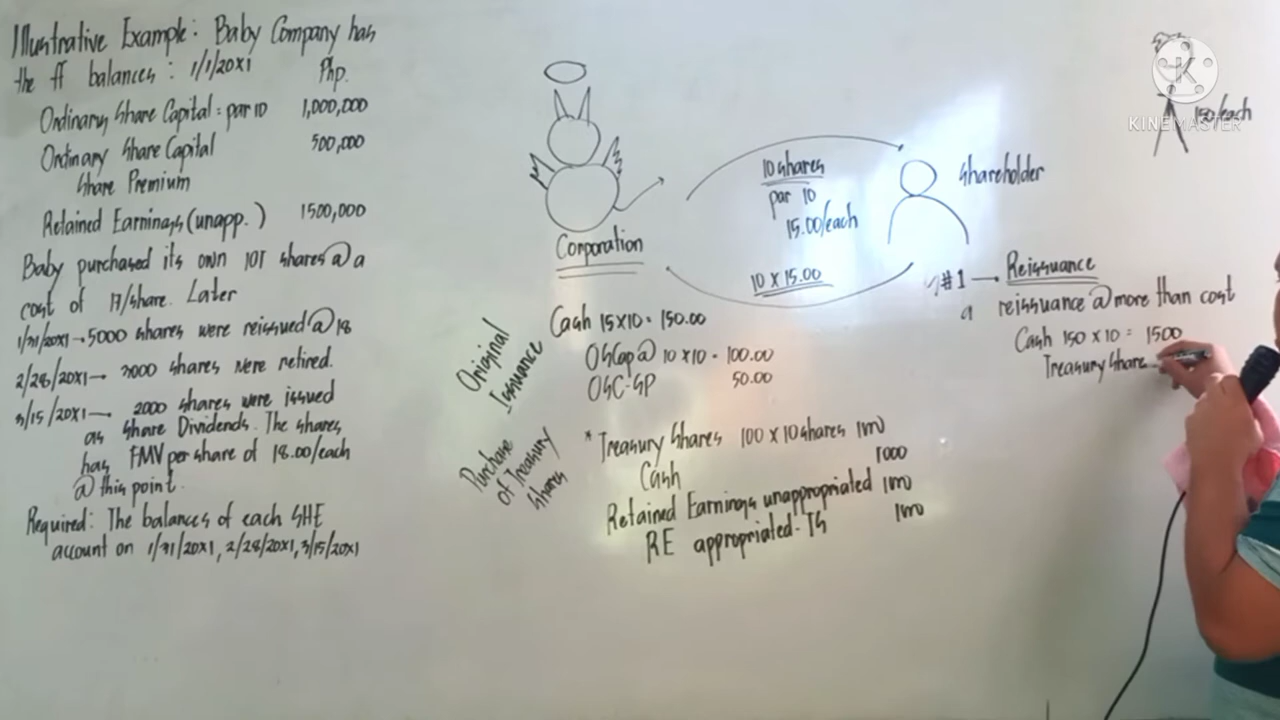 Illustrative Example: Baby Company has
the ff balances: 1/1/20x1 Php.
Ordinary Share Capital = par 10 1,000,000
Ordinary Share Capital 500,000
Share Premium
Retained Earnings (unapp.) 1500,000
Baby purchased its own 10T shares @ a
cost of 17/share. Later
1/31/20x1 → 5000 shares were reissued @ 18
2/28/20x1 — 3000 shares were retired.
3/15/20x1 — 2000 shares were issued
as share Dividends. The shares
has FMV per share of 18.00/each
@ this point.
Required: The balances of each SHE
account on 1/31/20x1, 2/28/20x1, 3/15/20x1
Corporation
10 shares
par 10
15.00/each
10 x 15.00
shareholder
150/each
K
KINEMASTER
Original
Issuance
Cash 15x10 = 150.00
OSCap @ 10 x 10 = 100.00
OSC-SP 50.00
Purchase
of Treasury
Shares
* Treasury Shares 100 x 10 shares 1000
Cash 1000
Retained Earnings unappropriated 1000
RE appropriated-TS 1000
#1 — Reissuance
a reissuance @ more than cost
Cash 150 x 10 = 1500
Treasury Share